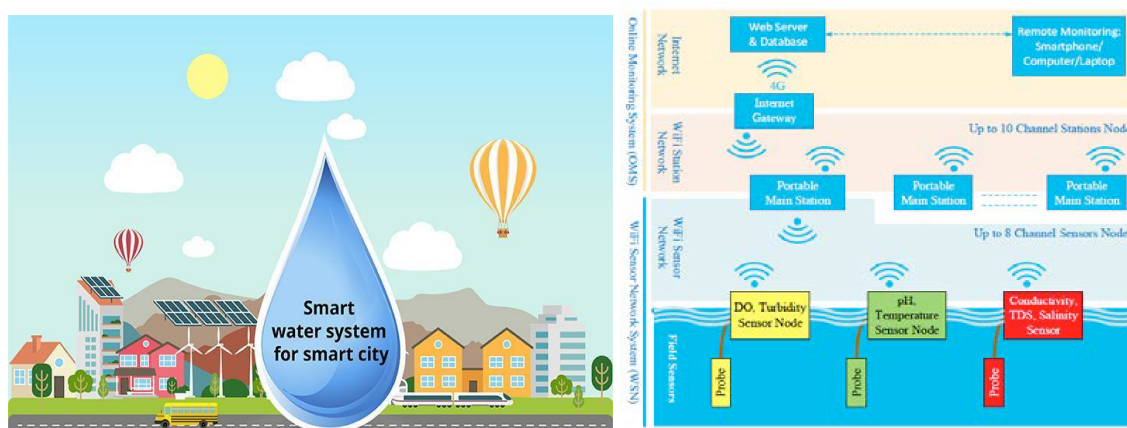 Smart
water system
for smart city
Online Monitoring System (OMS)
WiFi Sensor Network System (WSN)
Internet
Network
WiFi Station
Network
WiFi Sensor
Network
Field Sensors
Web Server
& Database
Remote Monitoring:
Smartphone/
Computer/Laptop
4G
Internet
Gateway
Up to 10 Channel Stations Node
Portable
Main Station
Portable
Main Station
Portable
Main Station
Up to 8 Channel Sensors Node
DO, Turbidity
Sensor Node
pH,
Temperature
Sensor Node
Conductivity,
TDS, Salinity
Sensor
Probe
Probe
Probe